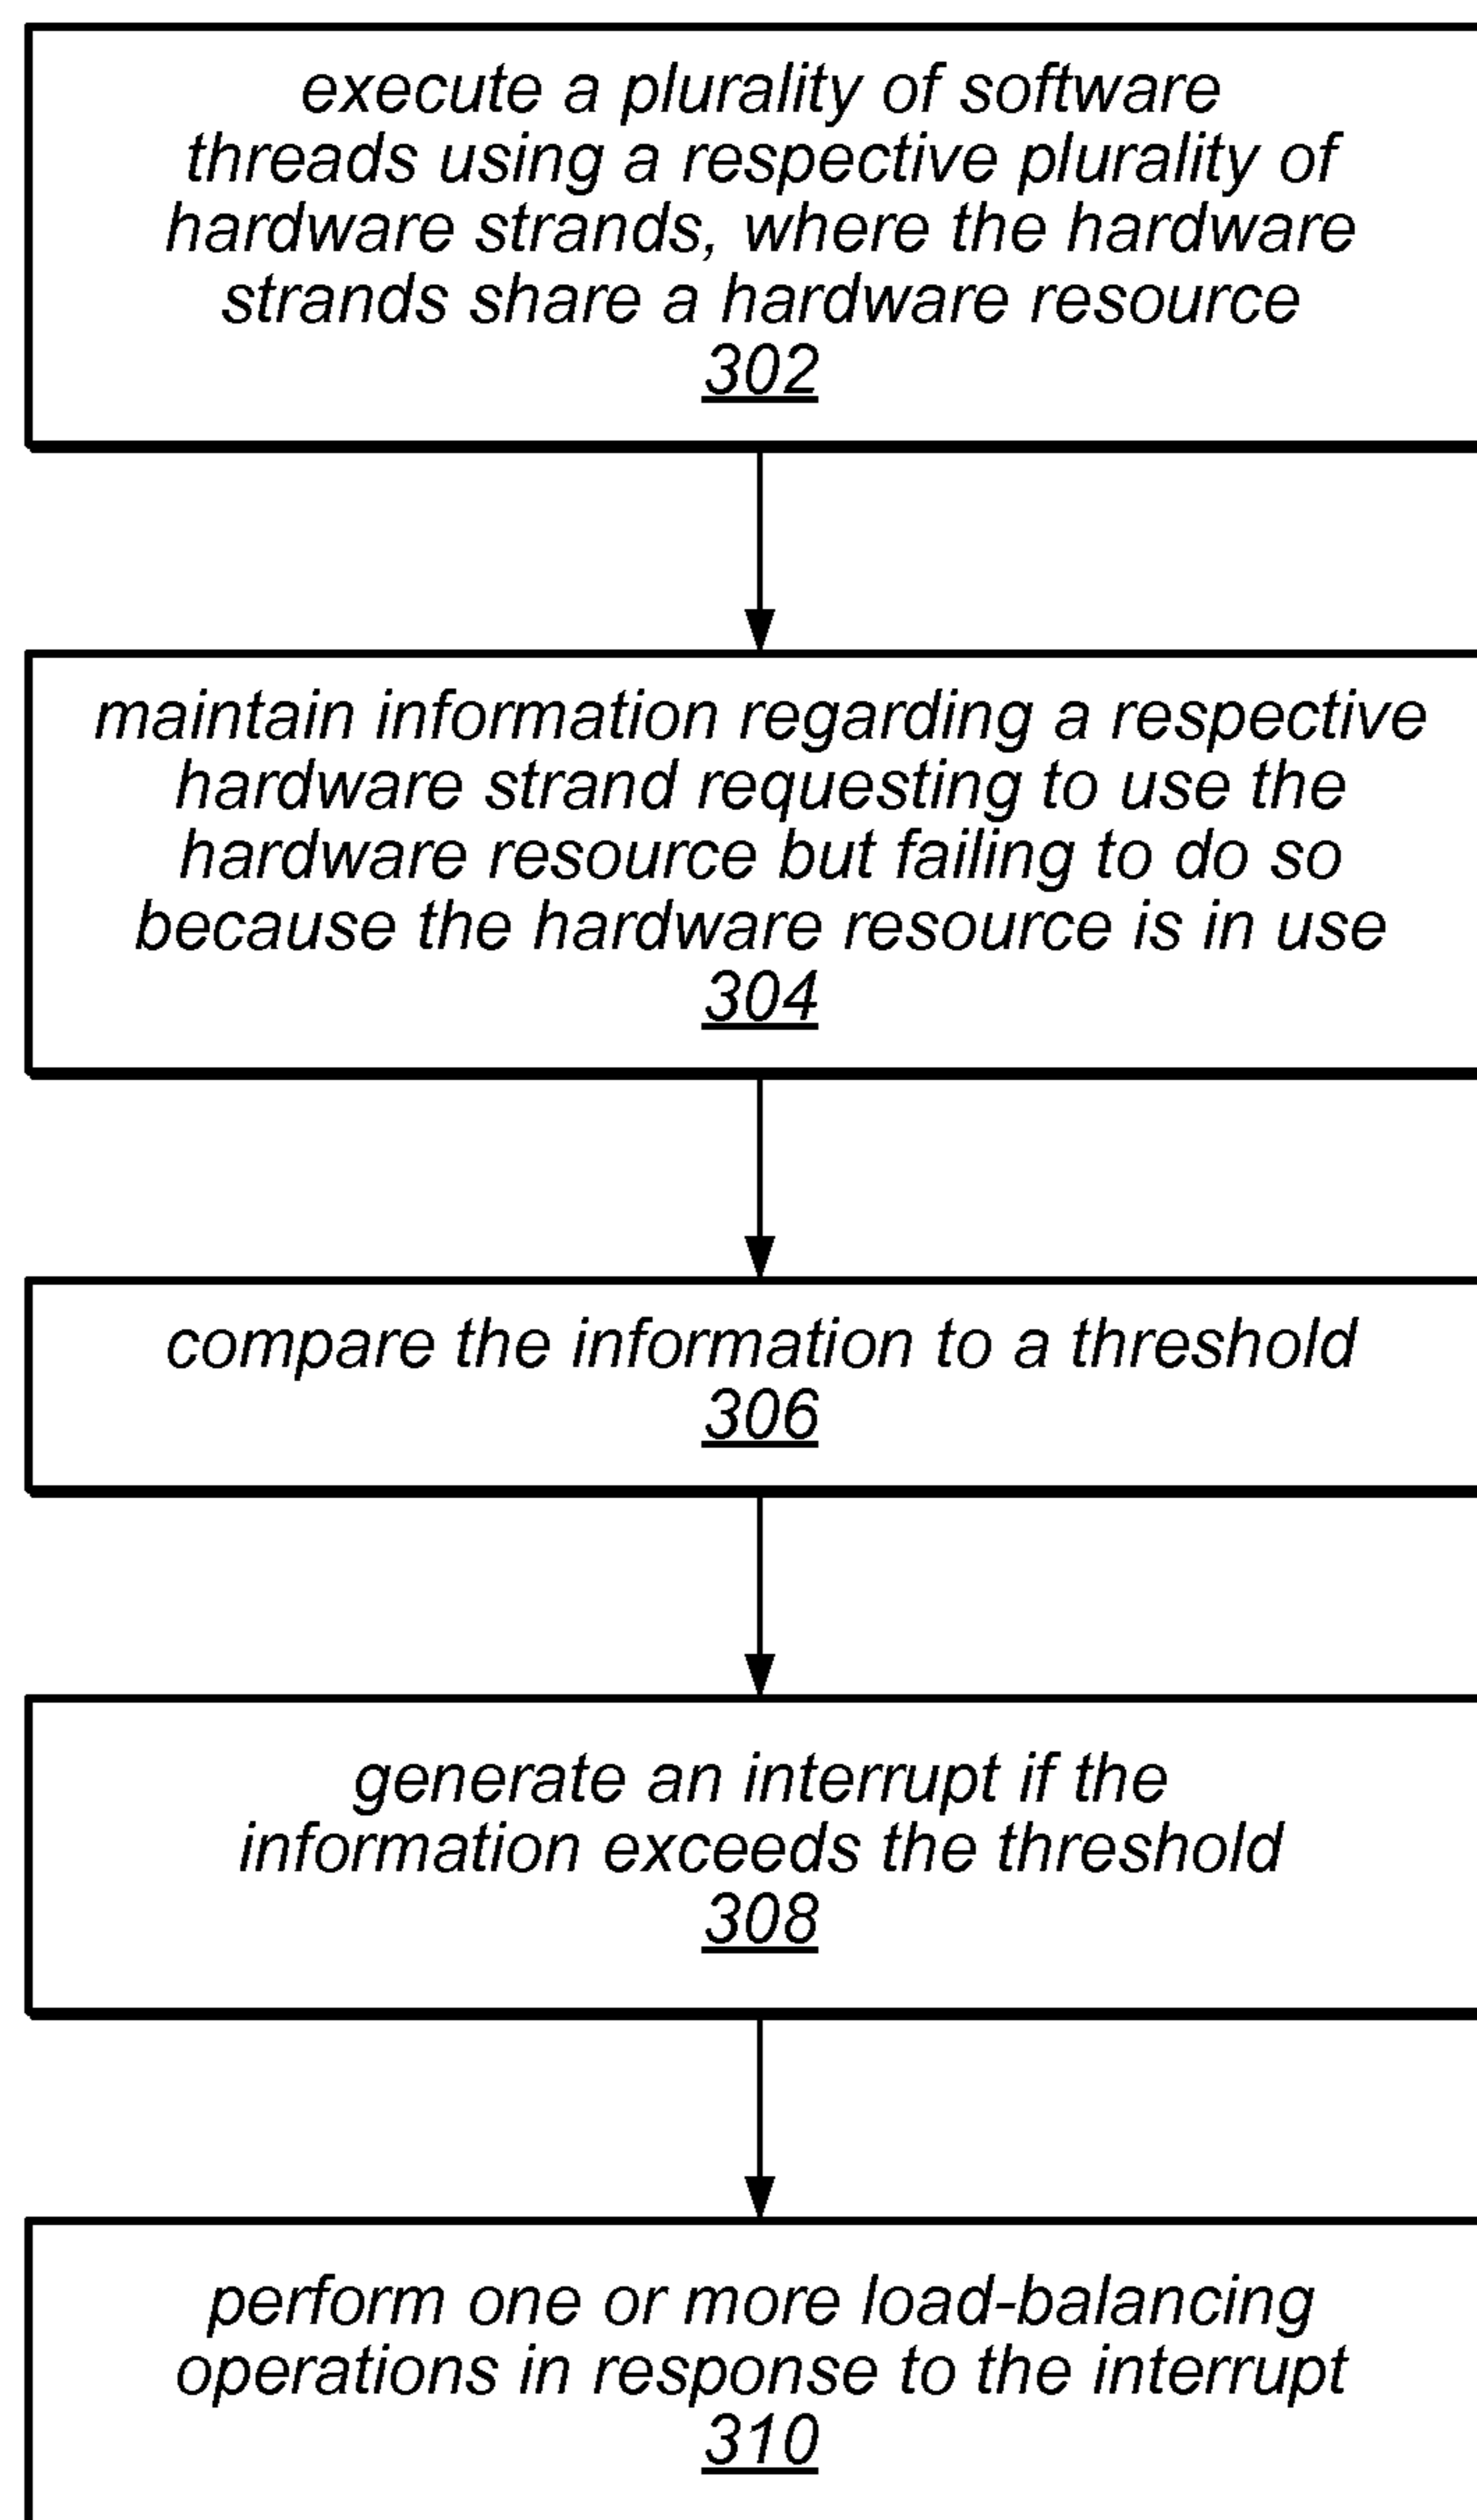 execute a plurality of software
threads using a respective plurality of
hardware strands, where the hardware
strands share a hardware resource
302
maintain information regarding a respective
hardware strand requesting to use the
hardware resource but failing to do so
because the hardware resource is in use
304
compare the information to a threshold
306
generate an interrupt if the
information exceeds the threshold
308
perform one or more load-balancing
operations in response to the interrupt
310